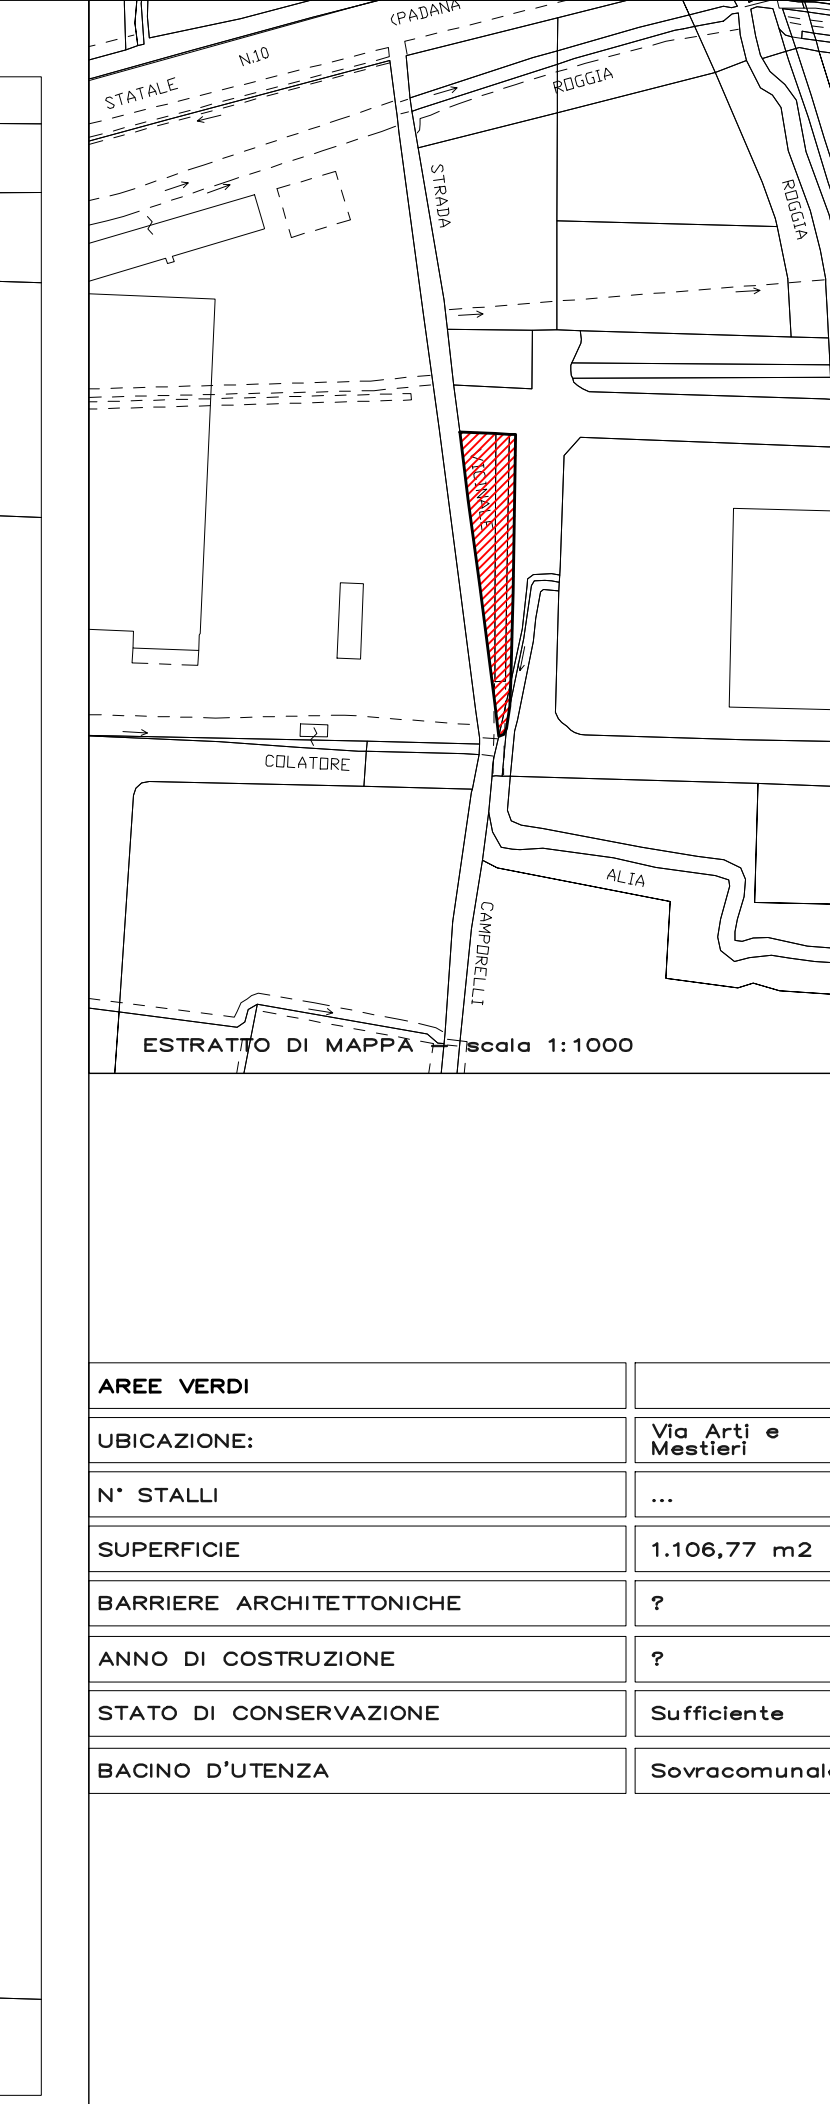 (PADANA
N.10
STATALE
ROGGIA
STRADA
ROGGIA
VICINALE
COLATORE
ALIA
CAMPORELLI
ESTRATTO DI MAPPA – scala 1:1000
AREE VERDI
UBICAZIONE:
Via Arti e
Mestieri
N° STALLI
...
SUPERFICIE
1.106,77 m2
BARRIERE ARCHITETTONICHE
?
ANNO DI COSTRUZIONE
?
STATO DI CONSERVAZIONE
Sufficiente
BACINO D'UTENZA
Sovracomunale